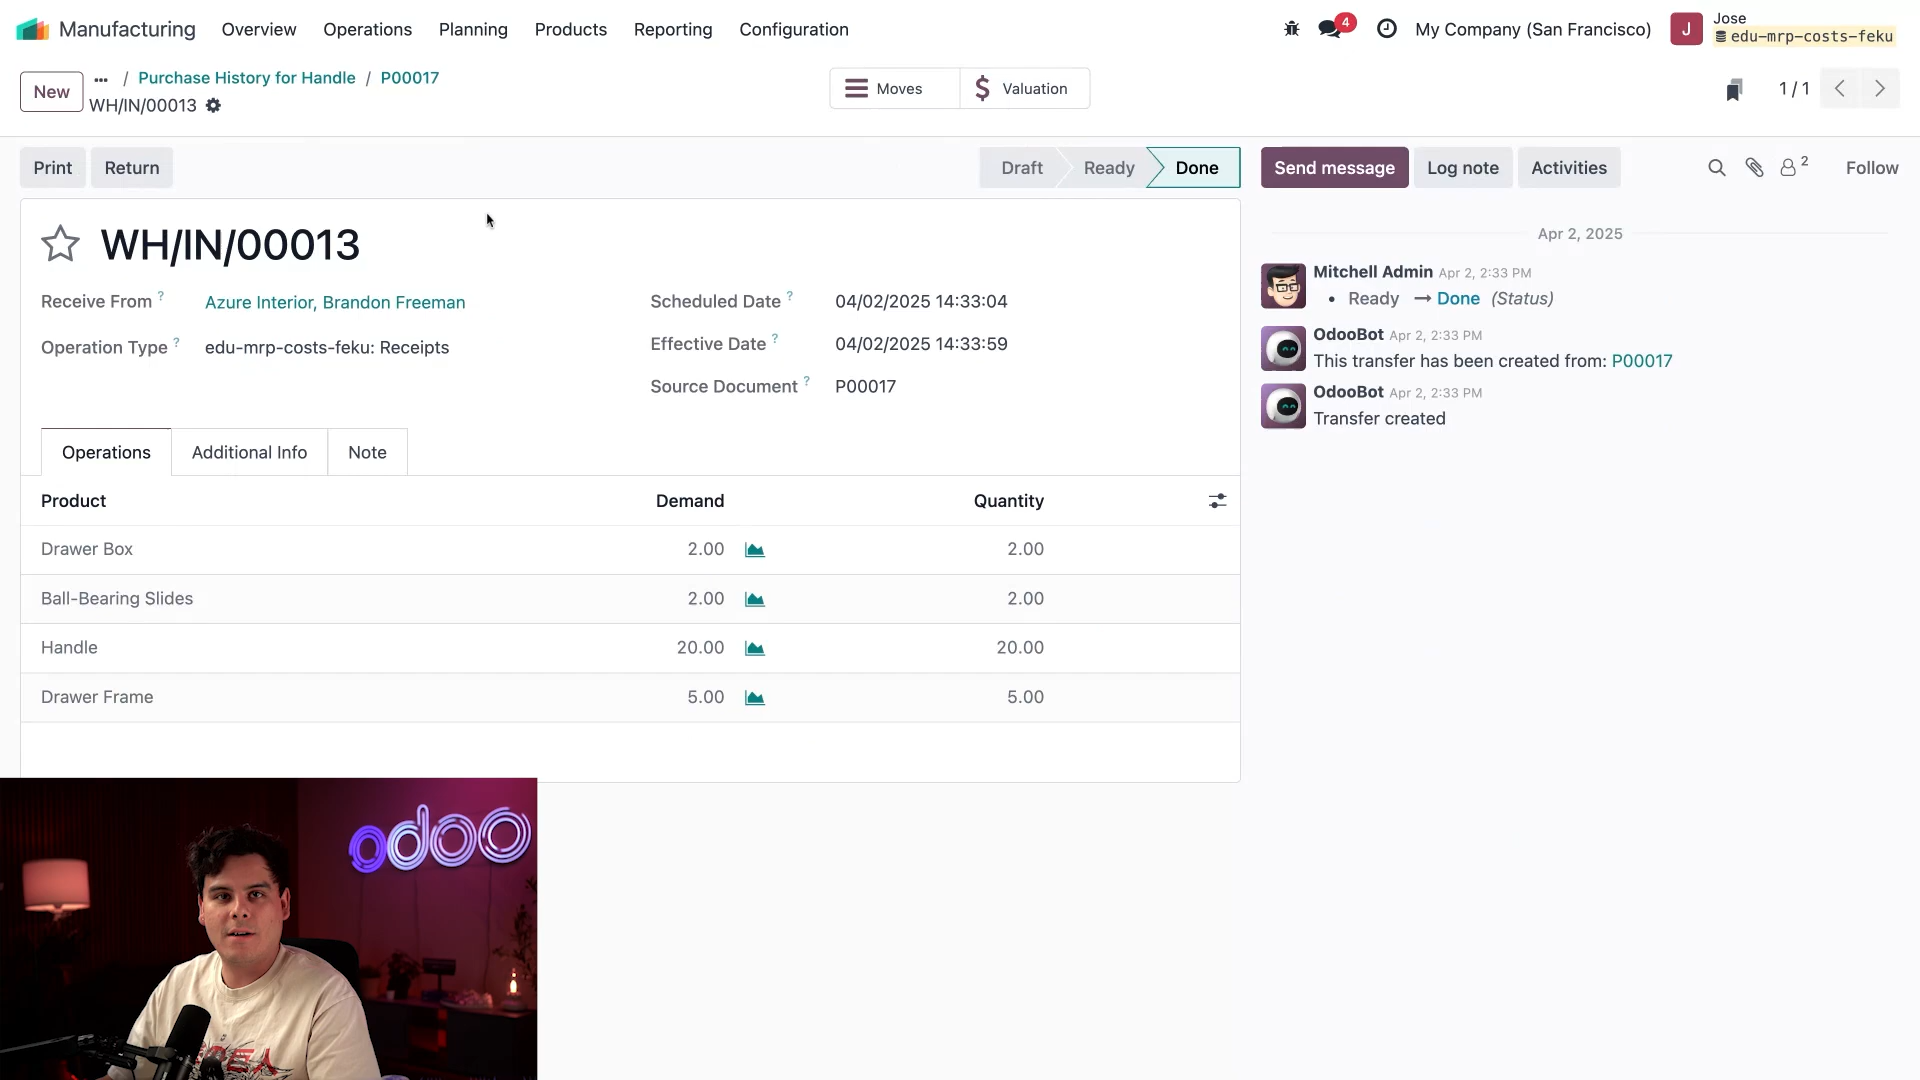 Manufacturing Overview Operations Planning Products Reporting Configuration 4 My Company (San Francisco) J Jose
edu-mrp-costs-feku
New ... / Purchase History for Handle / P00017
WH/IN/00013
Moves Valuation 1 / 1
Print Return Draft Ready Done Send message Log note Activities 2 Follow
WH/IN/00013
Receive From ? Azure Interior, Brandon Freeman
Operation Type ? edu-mrp-costs-feku: Receipts
Scheduled Date ? 04/02/2025 14:33:04
Effective Date ? 04/02/2025 14:33:59
Source Document ? P00017
Operations Additional Info Note
Product Demand Quantity
Drawer Box 2.00 2.00
Ball-Bearing Slides 2.00 2.00
Handle 20.00 20.00
Drawer Frame 5.00 5.00
Apr 2, 2025
Mitchell Admin Apr 2, 2:33 PM
• Ready → Done (Status)
OdooBot Apr 2, 2:33 PM
This transfer has been created from: P00017
OdooBot Apr 2, 2:33 PM
Transfer created
odoo